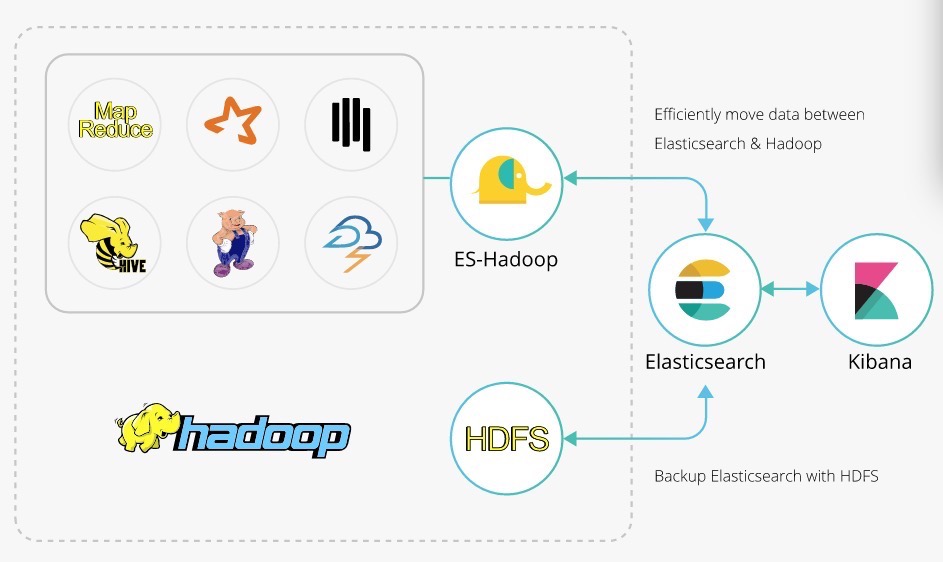 Map
Reduce
HIVE
ES-Hadoop
Efficiently move data between
Elasticsearch & Hadoop
Elasticsearch
Kibana
hadoop
HDFS
Backup Elasticsearch with HDFS